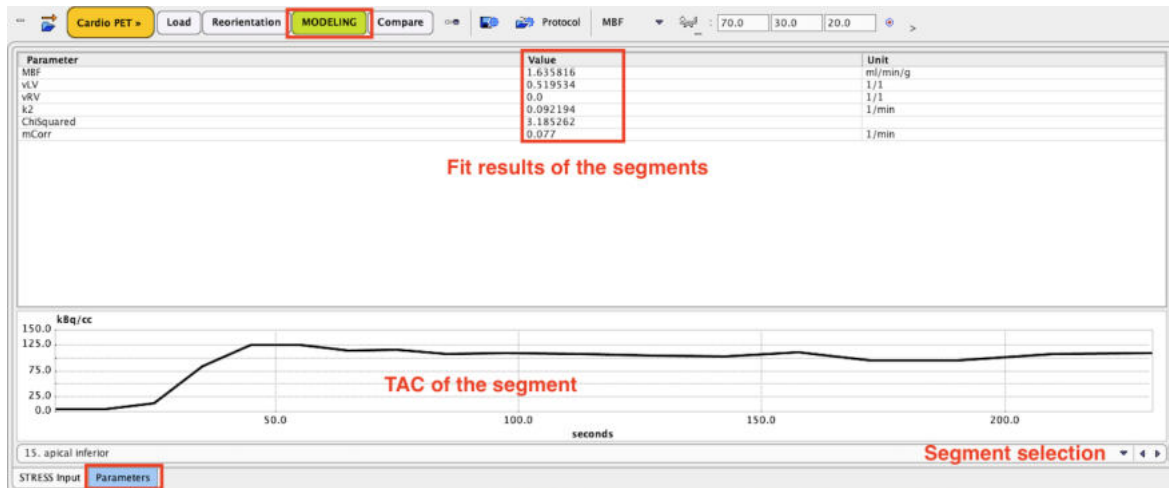 Cardio PET » Load Reorientation MODELING Compare Protocol MBF : 70.0 30.0 20.0 >
Parameter Value Unit
MBF 1.635816 ml/min/g
vLV 0.519534 1/1
vRV 0.0 1/1
k2 0.092194 1/min
ChiSquared 3.185262
mCorr 0.077 1/min
Fit results of the segments
kBq/cc
150.0
125.0
75.0
TAC of the segment
25.0
0.0
50.0 100.0 150.0 200.0
seconds
15. apical inferior Segment selection
STRESS Input Parameters